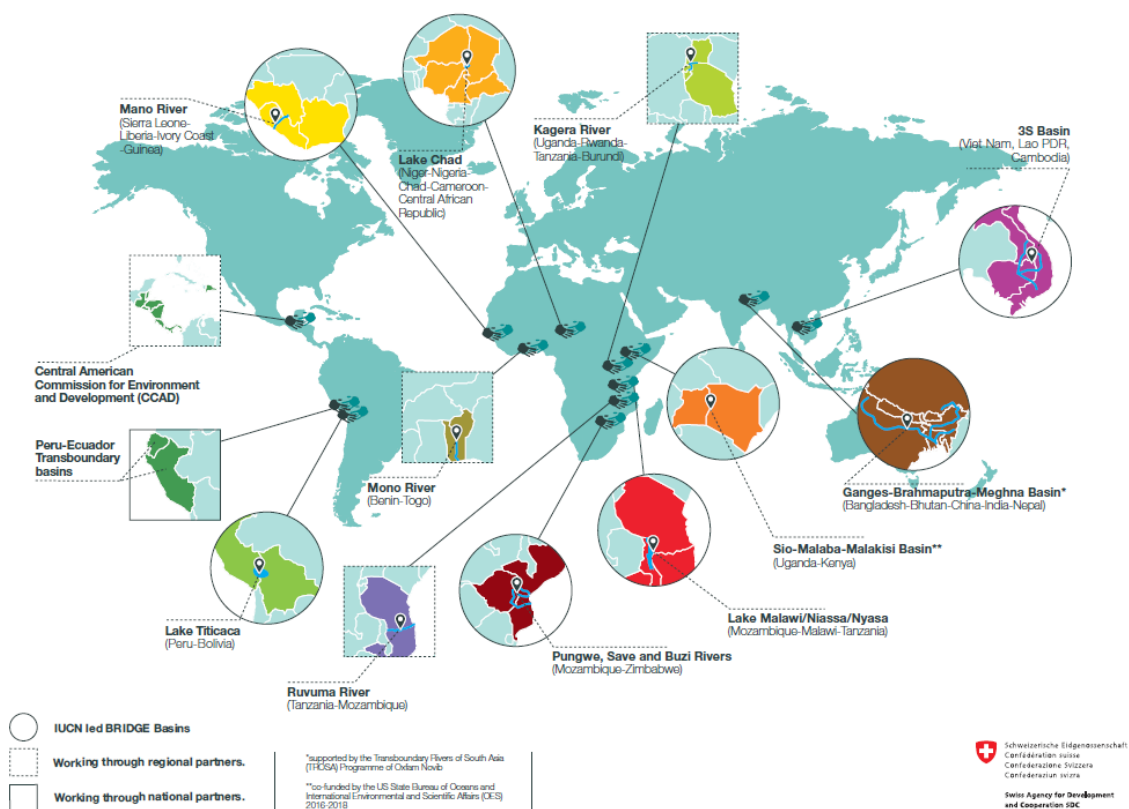 Mano River
(Sierra Leone-
Liberia-Ivory Coast
-Guinea)
Lake Chad
(Niger-Nigeria-
Chad-Cameroon-
Central African
Republic)
Kagera River
(Uganda-Rwanda-
Tanzania-Burundi)
3S Basin
(Viet Nam, Lao PDR,
Cambodia)
Central American
Commission for Environment
and Development (CCAD)
Peru-Ecuador
Transboundary
basins
Mono River
(Benin-Togo)
Ganges-Brahmaputra-Meghna Basin*
(Bangladesh-Bhutan-China-India-Nepal)
Sio-Malaba-Malakisi Basin**
(Uganda-Kenya)
Lake Titicaca
(Peru-Bolivia)
Lake Malawi/Niassa/Nyasa
(Mozambique-Malawi-Tanzania)
Pungwe, Save and Buzi Rivers
(Mozambique-Zimbabwe)
Ruvuma River
(Tanzania-Mozambique)
IUCN led BRIDGE Basins
Working through regional partners.
Working through national partners.
*supported by the Transboundary Rivers of South Asia
(TROSA) Programme of Oxfam Novib
**co-funded by the US State Bureau of Oceans and
International Environmental and Scientific Affairs (OES)
2016-2018
Schweizerische Eidgenossenschaft
Confédération suisse
Confederazione Svizzera
Confederaziun svizra
Swiss Agency for Development
and Cooperation SDC